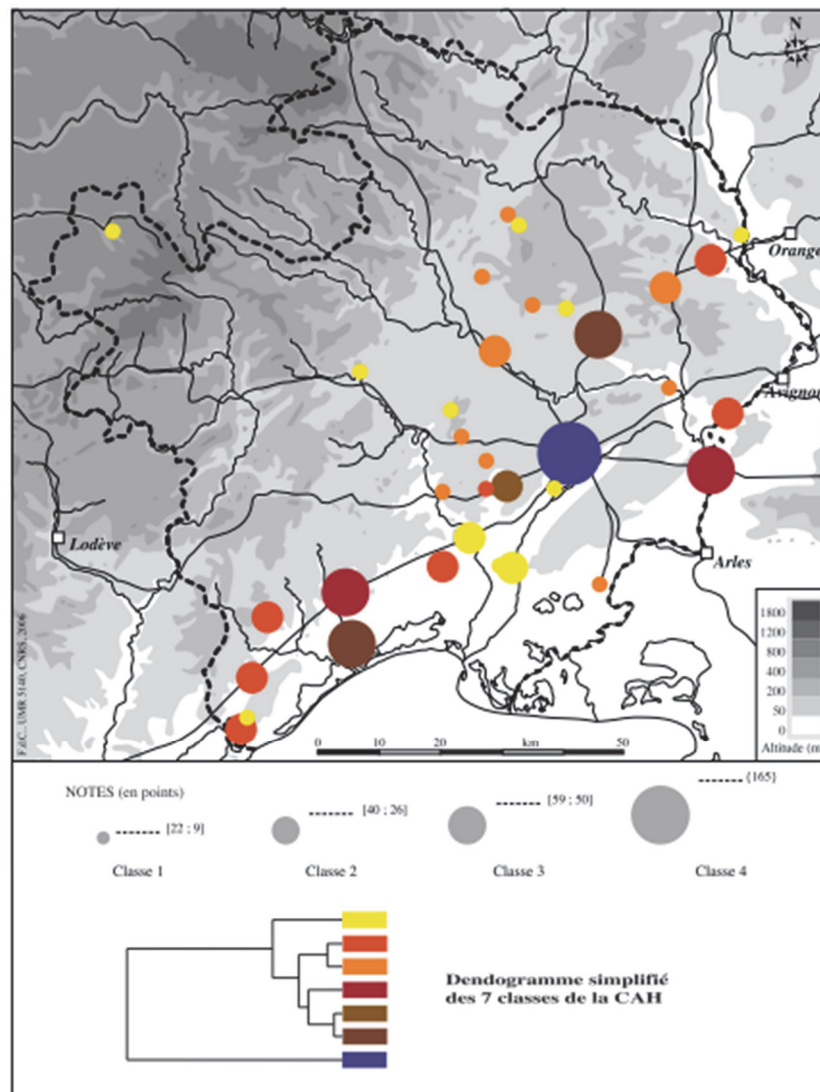 N
Orange
Avignon
Lodève
Arles
F.d.C., UMR 5140, CNRS, 2006
1800
1200
800
400
200
50
0
Altitude (m
0 10 20 km 50
NOTES (en points)
[22 ; 9]
[40 ; 26]
[59 ; 50]
{165}
Classe 1
Classe 2
Classe 3
Classe 4
Dendogramme simplifié
des 7 classes de la CAH